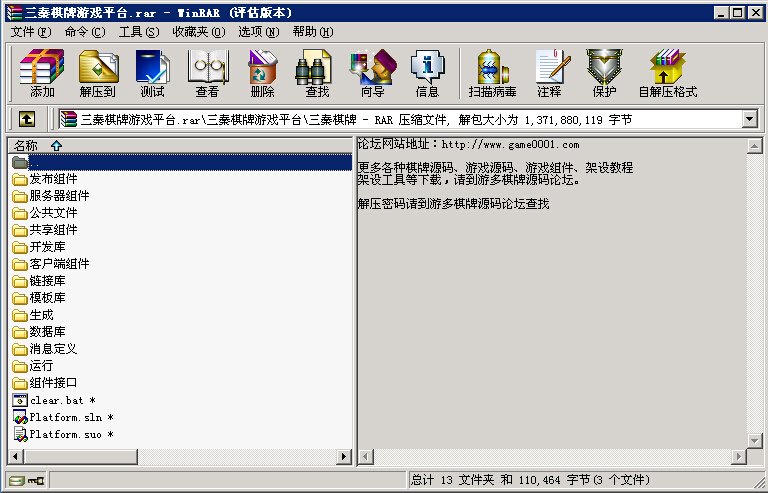 三秦棋牌游戏平台.rar - WinRAR (评估版本)
文件(F) 命令(C) 工具(S) 收藏夹(O) 选项(N) 帮助(H)
添加 解压到 测试 查看 删除 查找 向导 信息 扫描病毒 注释 保护 自解压格式
三秦棋牌游戏平台.rar\三秦棋牌游戏平台\三秦棋牌 - RAR 压缩文件, 解包大小为 1,371,880,119 字节
名称
..
发布组件
服务器组件
公共文件
共享组件
开发库
客户端组件
链接库
模板库
生成
数据库
消息定义
运行
组件接口
clear.bat *
Platform.sln *
Platform.suo *
论坛网站地址：http://www.game0001.com
更多各种棋牌源码、游戏源码、游戏组件、架设教程
架设工具等下载，请到游多棋牌源码论坛。
解压密码请到游多棋牌源码论坛查找
总计 13 文件夹 和 110,464 字节(3 个文件)